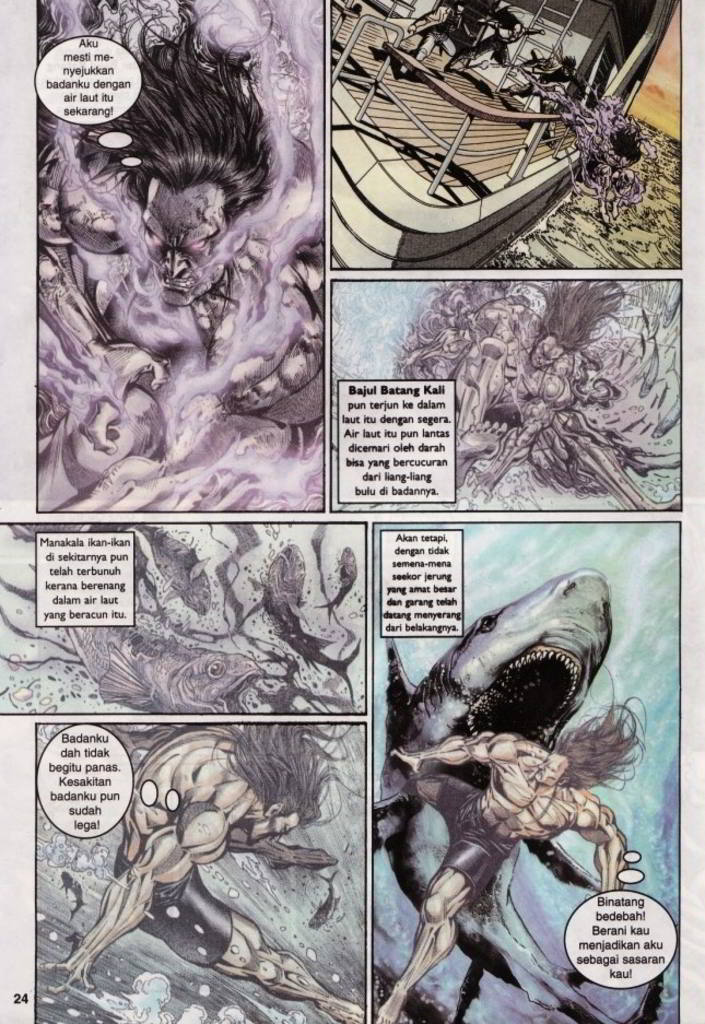 Aku
mesti me-
nyejukkan
badanku dengan
air laut itu
sekarang!
Bajul Batang Kali
pun terjun ke dalam
laut itu dengan segera.
Air laut itu pun lantas
dicemari oleh darah
bisa yang bercucuran
dari liang-liang
bulu di badannya.
Manakala ikan-ikan
di sekitarnya pun
telah terbunuh
kerana berenang
dalam air laut
yang beracun itu.
Akan tetapi,
dengan tidak
semena-mena
seekor jerung
yang amat besar
dan garang telah
datang menyerang
dari belakangnya.
Badanku
dah tidak
begitu panas.
Kesakitan
badanku pun
sudah
lega!
Binatang
bedebah!
Berani kau
menjadikan aku
sebagai sasaran
kau!
24